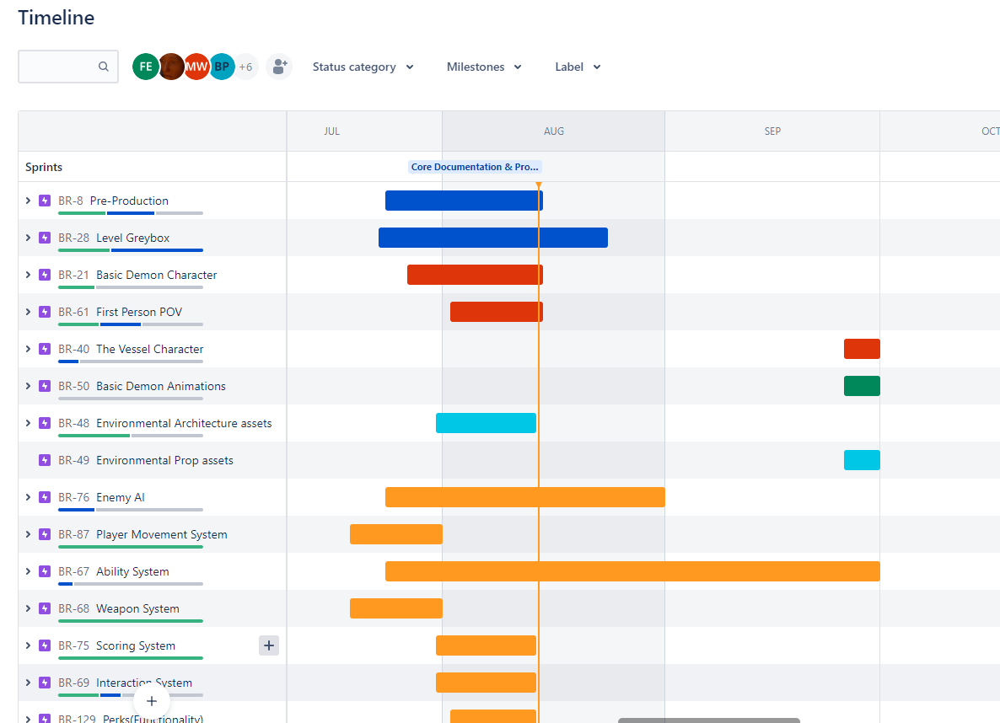 Timeline
FE MW BP +6 Status category Milestones Label
JUL AUG SEP OCT
Sprints Core Documentation & Pro...
BR-8 Pre-Production
BR-28 Level Greybox
BR-21 Basic Demon Character
BR-61 First Person POV
BR-40 The Vessel Character
BR-50 Basic Demon Animations
BR-48 Environmental Architecture assets
BR-49 Environmental Prop assets
BR-76 Enemy AI
BR-87 Player Movement System
BR-67 Ability System
BR-68 Weapon System
BR-75 Scoring System +
BR-69 Interaction System
+
BR-129 Perks(Functionality)